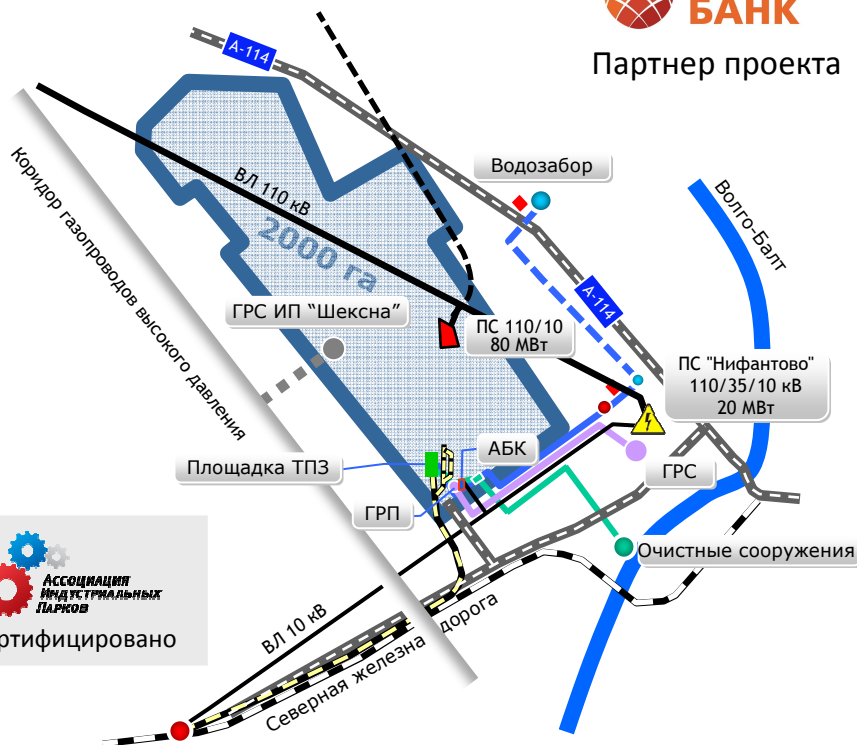 БАНК
Партнер проекта
А-114
Водозабор
Волго-Балт
ВЛ 110 кВ
2000 га
Коридор газопроводов высокого давления
ГРС ИП “Шексна”
А-114
ПС 110/10
80 МВт
ПС "Нифантово"
110/35/10 кВ
20 МВт
АБК
Площадка ТПЗ
ГРС
ГРП
Очистные сооружения
Ассоциация
Индустриальных
Парков
ртифицировано
ВЛ 10 кВ
Северная железна дорога